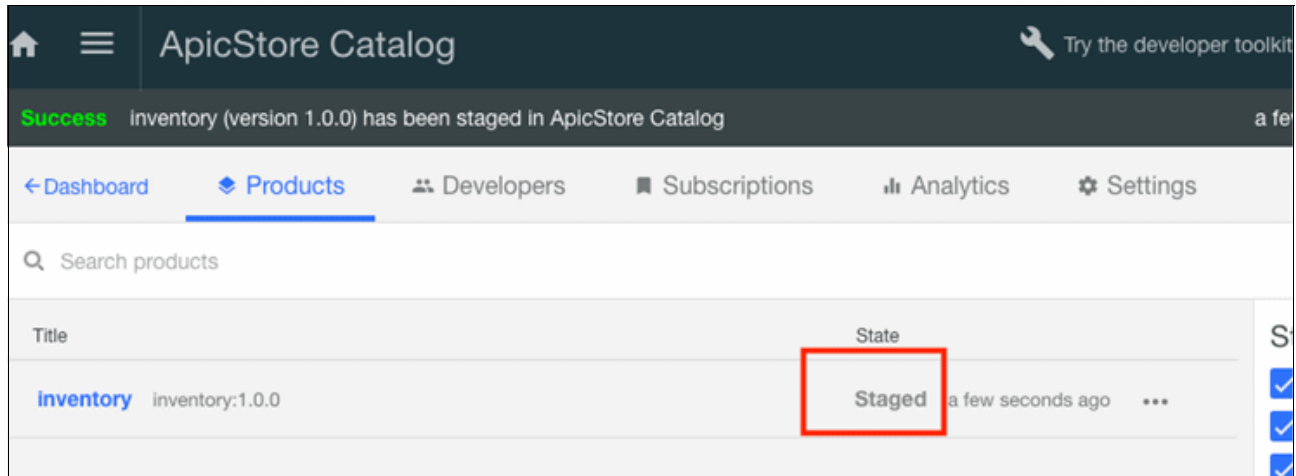 ApicStore Catalog
Try the developer toolkit
Success inventory (version 1.0.0) has been staged in ApicStore Catalog
a few
←Dashboard Products Developers Subscriptions Analytics Settings
Search products
Title State
inventory inventory:1.0.0 Staged a few seconds ago •••